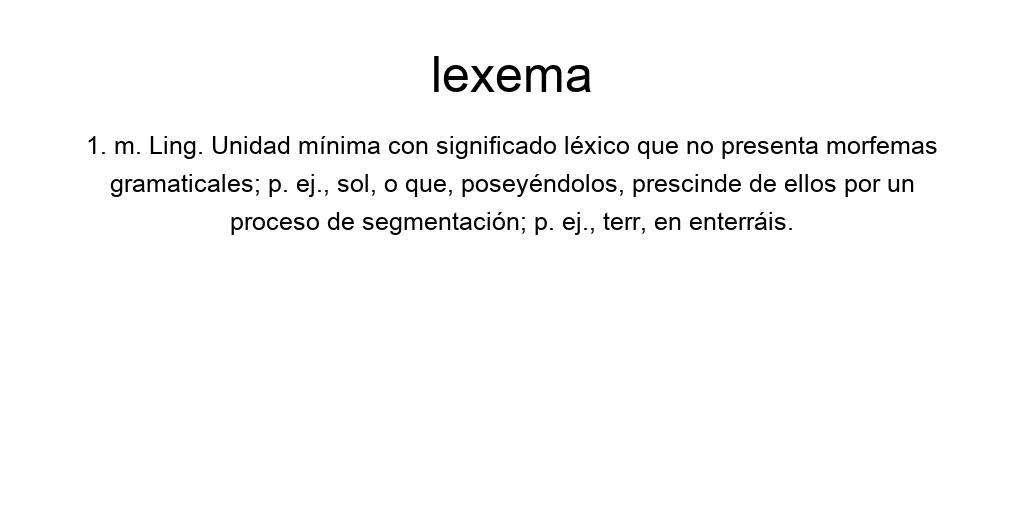 lexema
1. m. Ling. Unidad mínima con significado léxico que no presenta morfemas
gramaticales; p. ej., sol, o que, poseyéndolos, prescinde de ellos por un
proceso de segmentación; p. ej., terr, en enterráis.